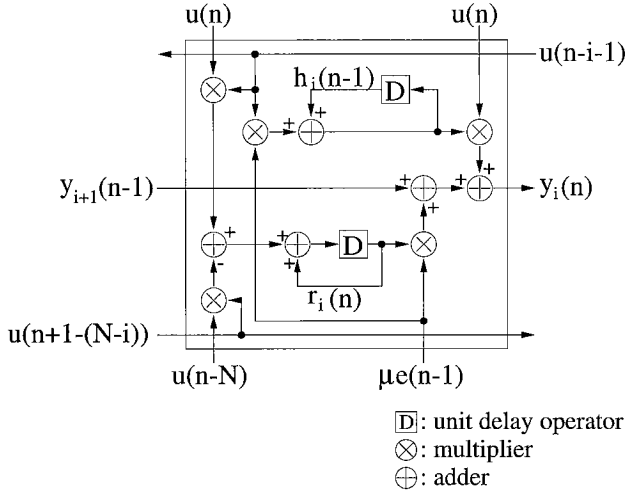 u(n) u(n)
u(n-i-1)
h_i(n-1) D
+ +
y_{i+1}(n-1) + + + + y_i(n)
+
+ + D
- +
r_i(n)
u(n+1-(N-i))
u(n-N) μe(n-1)
D : unit delay operator
⊗ : multiplier
⊕ : adder